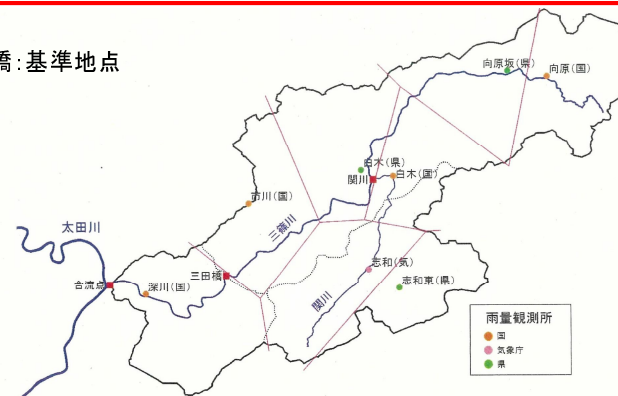 橋:基準地点
向原坂(県)
向原(国)
白木(県)
関川
白木(国)
市川(国)
三篠川
太田川
志和(気)
三田橋
志和東(県)
合流点
深川(国)
関川
雨量観測所
国
気象庁
県